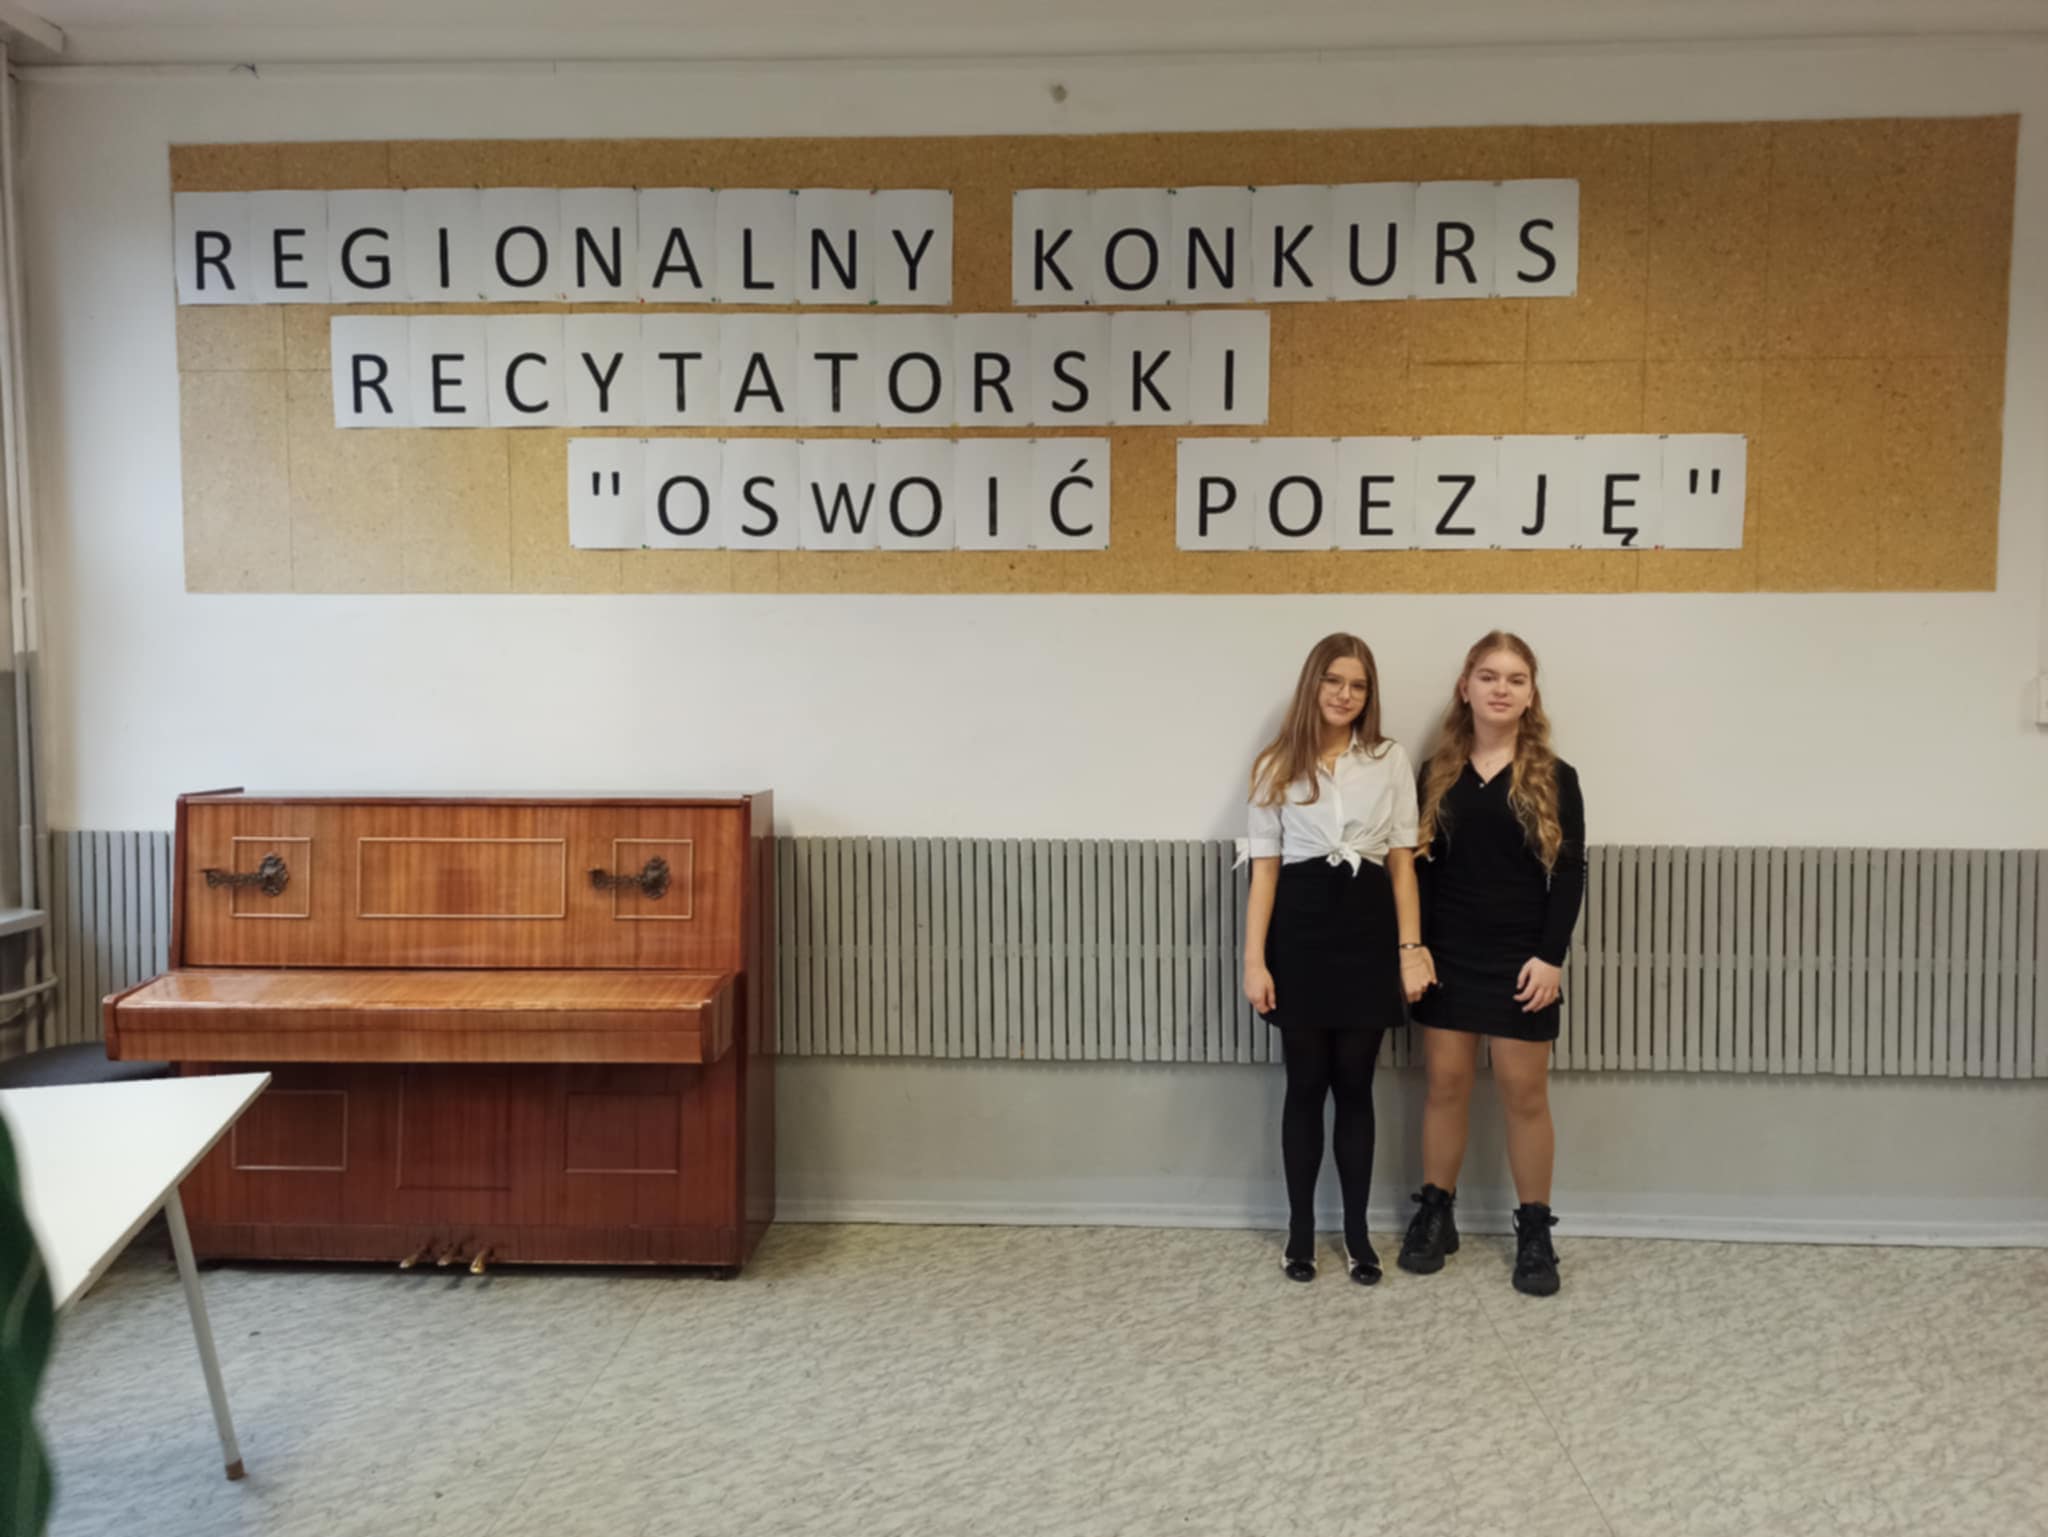 REGIONALNY KONKURS
RECYTATORSKI
"OSWOIĆ POEZJĘ"